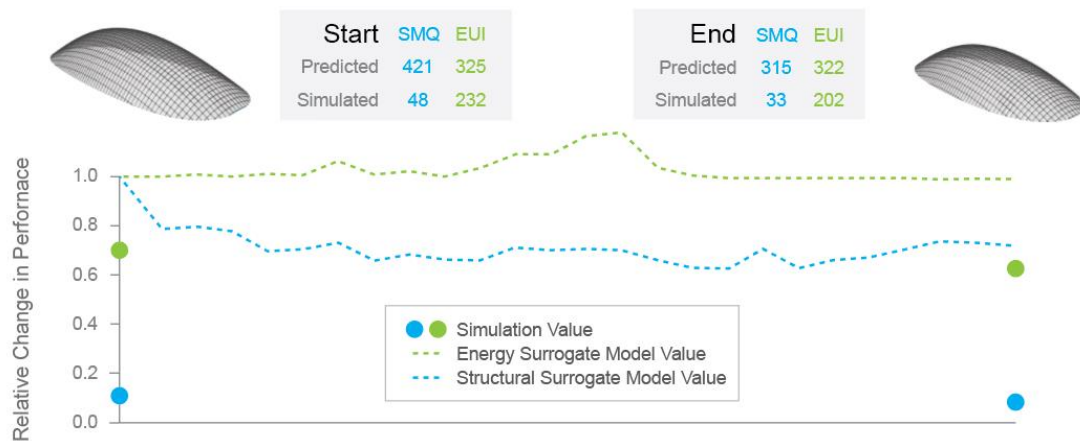 Start SMQ EUI
Predicted 421 325
Simulated 48 232
End SMQ EUI
Predicted 315 322
Simulated 33 202
Relative Change in Perfornace
1.0
0.8
0.6
0.4
0.2
0.0
Simulation Value
Energy Surrogate Model Value
Structural Surrogate Model Value